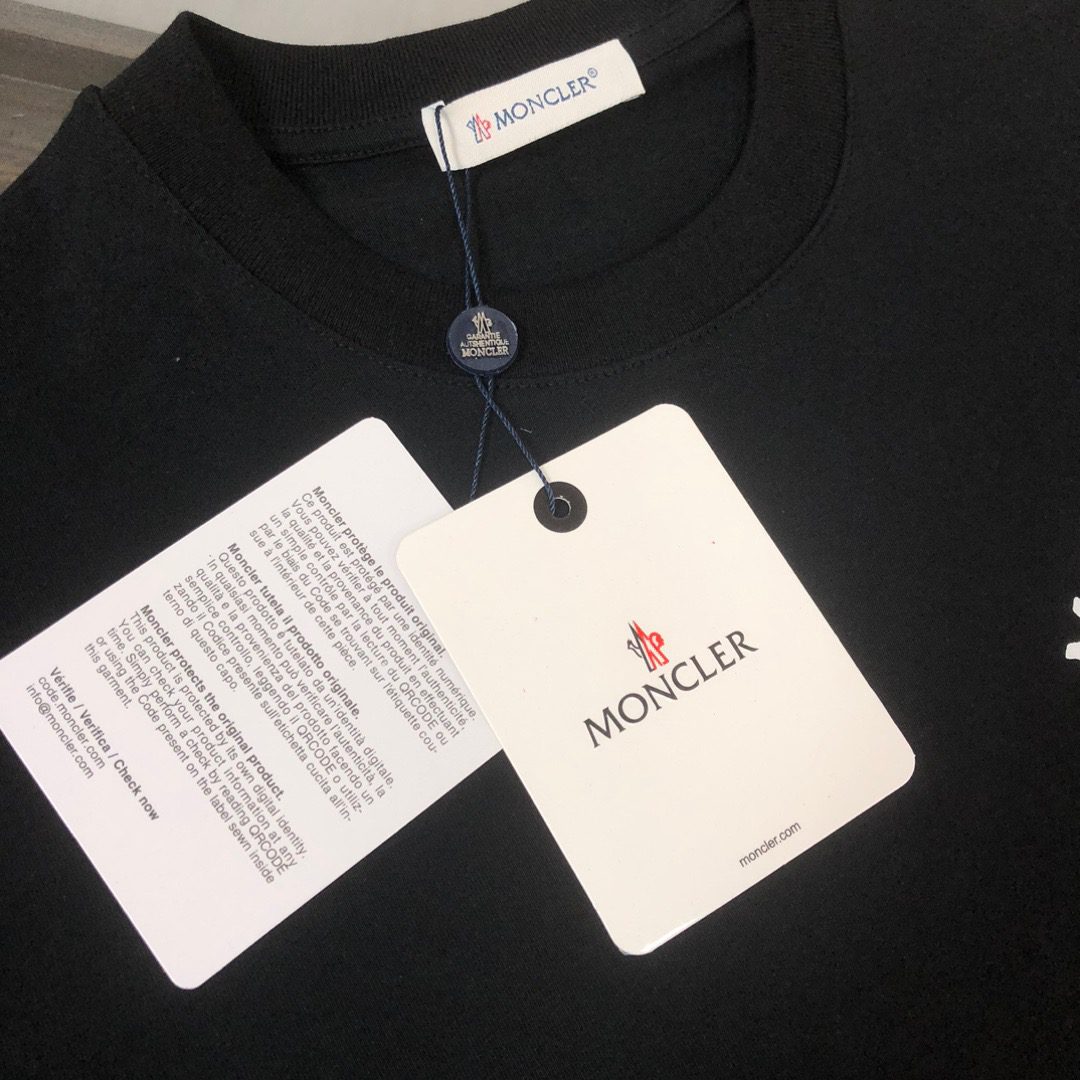 MONCLER®
GARANTIE
AUTSHENTIQUE
MONCLER
Moncler protège le produit original.
Ce produit est protégé par une identité numérique.
Vous pouvez vérifier à tout moment l'authenticité,
la qualité et la provenance du produit en effectuant
un simple contrôle par la lecture du QRCODE ou
par le biais du Code se trouvant sur l'étiquette cou-
sue à l'intérieur de cette pièce.
Moncler tutela il prodotto originale.
Questo prodotto è tutelato da un'identità digitale.
In qualsiasi momento può verificare l'autenticità, la
qualità e la provenienza del prodotto facendo un
semplice controllo, leggendo il QRCODE o utiliz-
zando il Codice presente sull'etichetta cucita all'in-
terno di questo capo.
Moncler protects the original product.
This product is protected by its own digital identity.
You can check your product information at any
time. Simply perform a check by reading QRCODE
or using the Code present on the label sewn inside
this garment.
Vérifie / Verifica / Check now
code.moncler.com
info@moncler.com
MONCLER
moncler.com